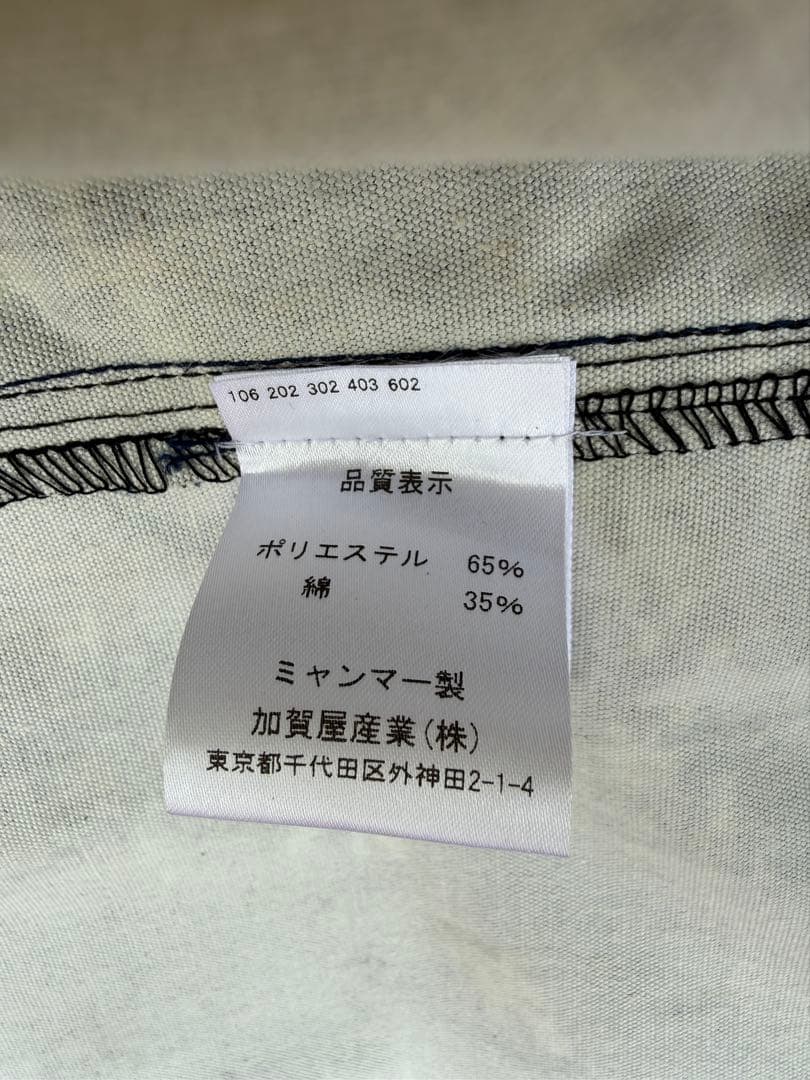 106 202 302 403 602
品質表示
ポリエステル 65%
綿 35%
ミャンマー製
加賀屋産業(株)
東京都千代田区外神田2-1-4